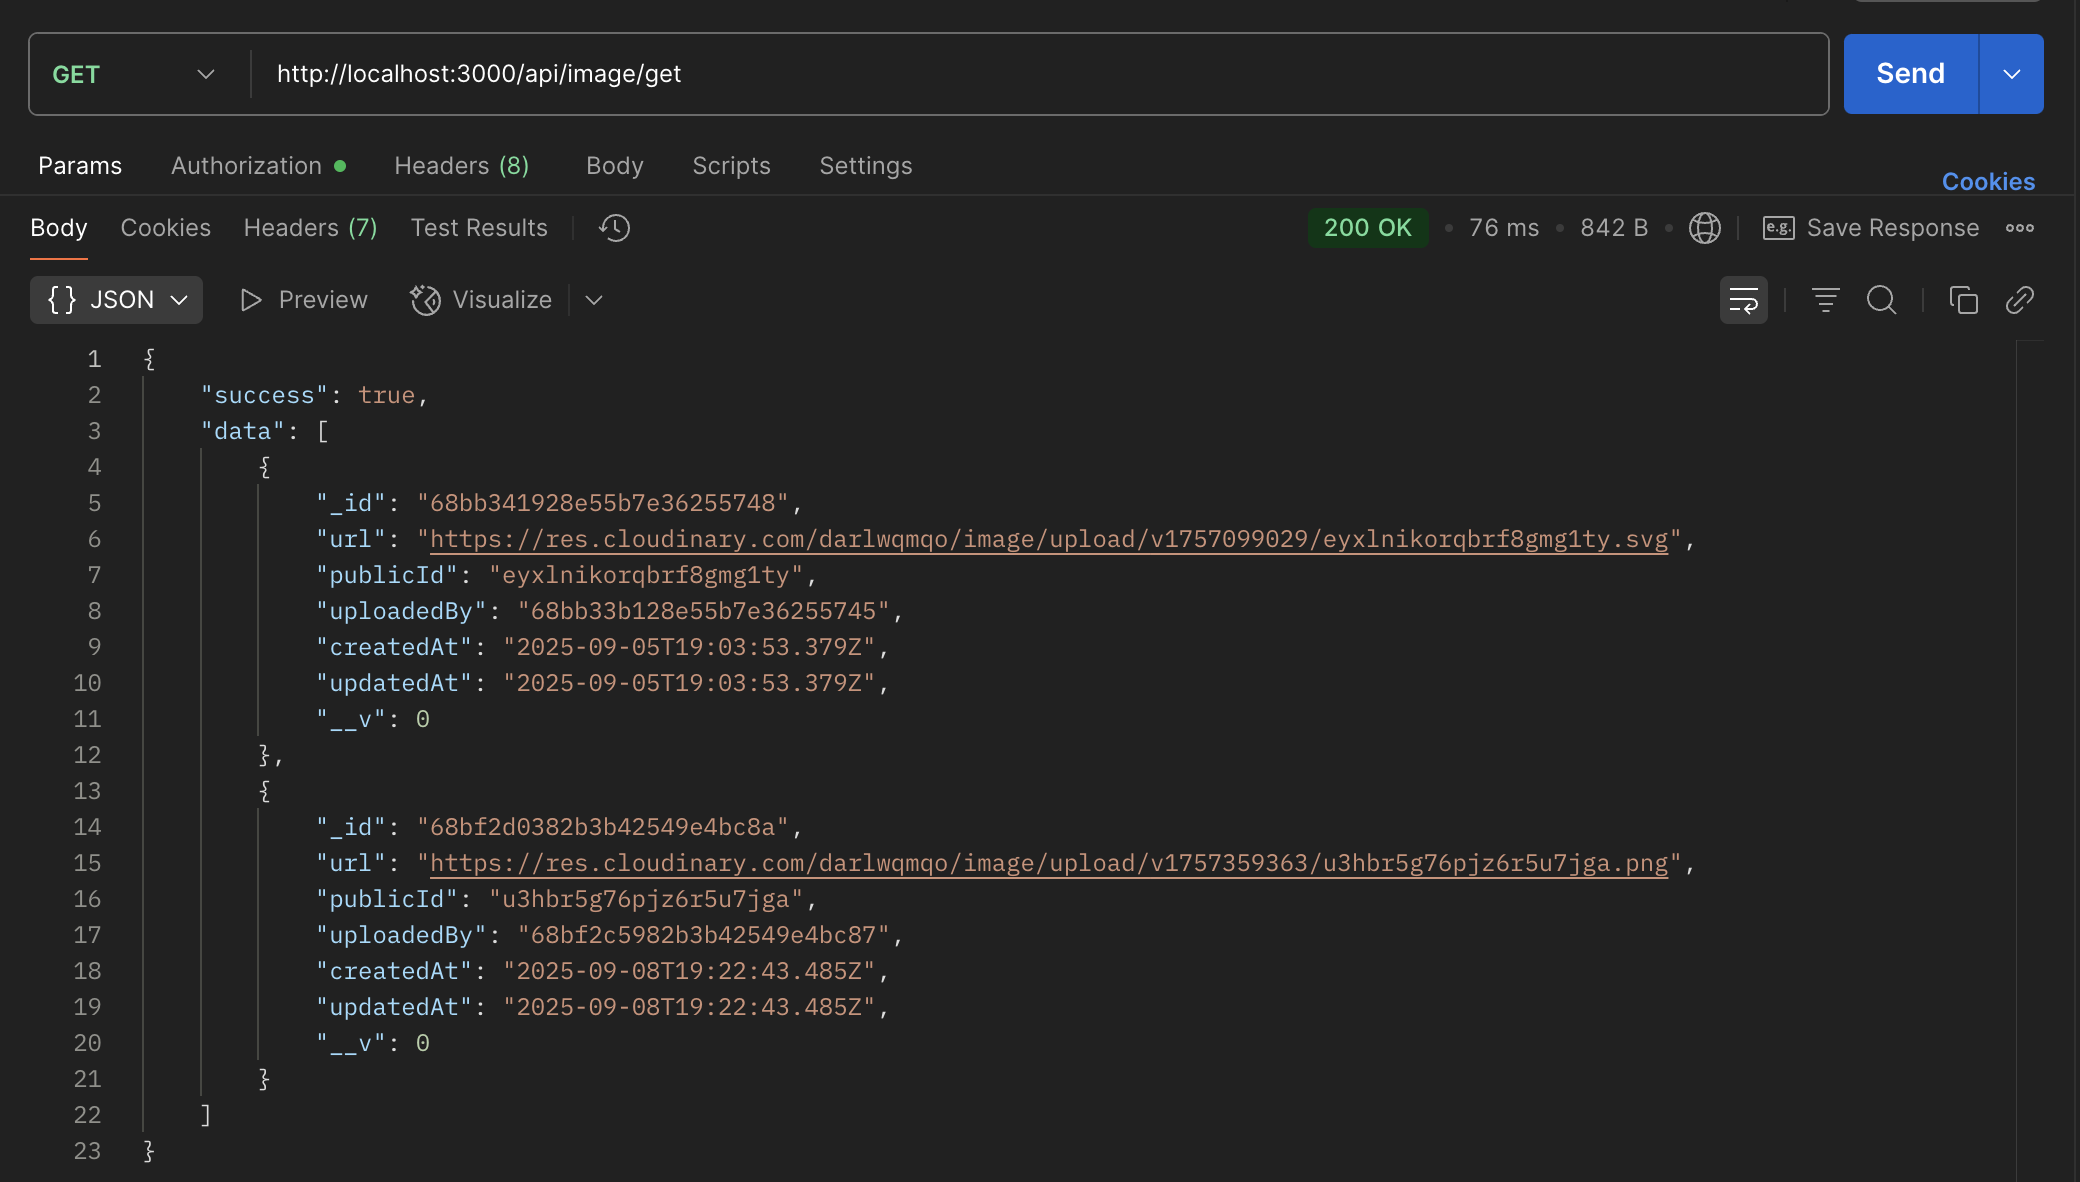 GET http://localhost:3000/api/image/get Send
Params Authorization Headers (8) Body Scripts Settings Cookies
Body Cookies Headers (7) Test Results 200 OK • 76 ms • 842 B • e.g. Save Response
{} JSON Preview Visualize
1 {
2 "success": true,
3 "data": [
4 {
5 "_id": "68bb341928e55b7e36255748",
6 "url": "https://res.cloudinary.com/darlwqmqo/image/upload/v1757099029/eyxlnikorqbrf8gmg1ty.svg",
7 "publicId": "eyxlnikorqbrf8gmg1ty",
8 "uploadedBy": "68bb33b128e55b7e36255745",
9 "createdAt": "2025-09-05T19:03:53.379Z",
10 "updatedAt": "2025-09-05T19:03:53.379Z",
11 "__v": 0
12 },
13 {
14 "_id": "68bf2d0382b3b42549e4bc8a",
15 "url": "https://res.cloudinary.com/darlwqmqo/image/upload/v1757359363/u3hbr5g76pjz6r5u7jga.png",
16 "publicId": "u3hbr5g76pjz6r5u7jga",
17 "uploadedBy": "68bf2c5982b3b42549e4bc87",
18 "createdAt": "2025-09-08T19:22:43.485Z",
19 "updatedAt": "2025-09-08T19:22:43.485Z",
20 "__v": 0
21 }
22 ]
23 }